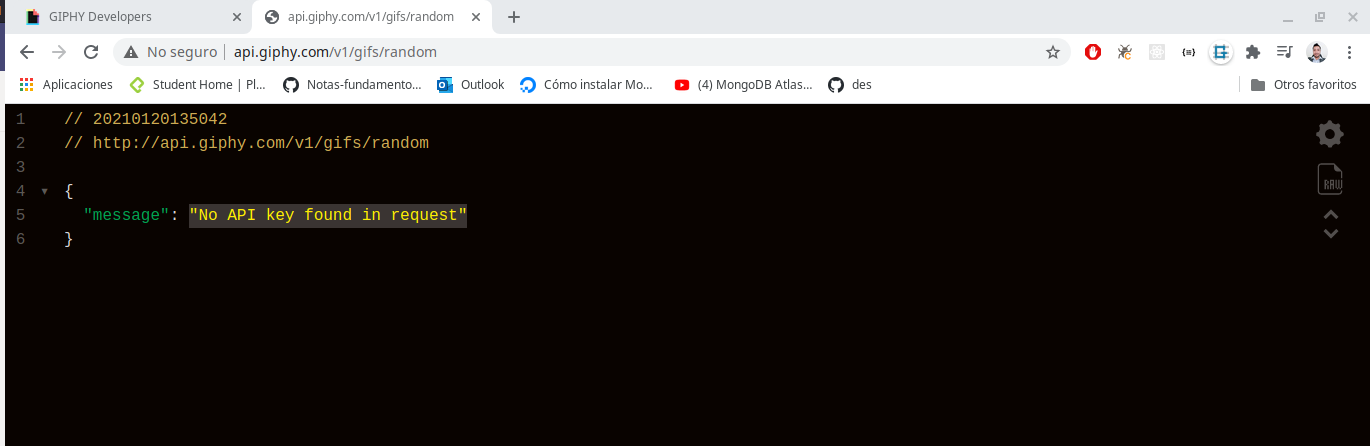 GIPHY Developers
api.giphy.com/v1/gifs/random
No seguro
api.giphy.com/v1/gifs/random
Aplicaciones
Student Home | Pl...
Notas-fundamento...
Outlook
Cómo instalar Mo...
(4) MongoDB Atlas...
des
Otros favoritos
1 // 20210120135042
2 // http://api.giphy.com/v1/gifs/random
3
4 {
5 "message": "No API key found in request"
6 }
RAW